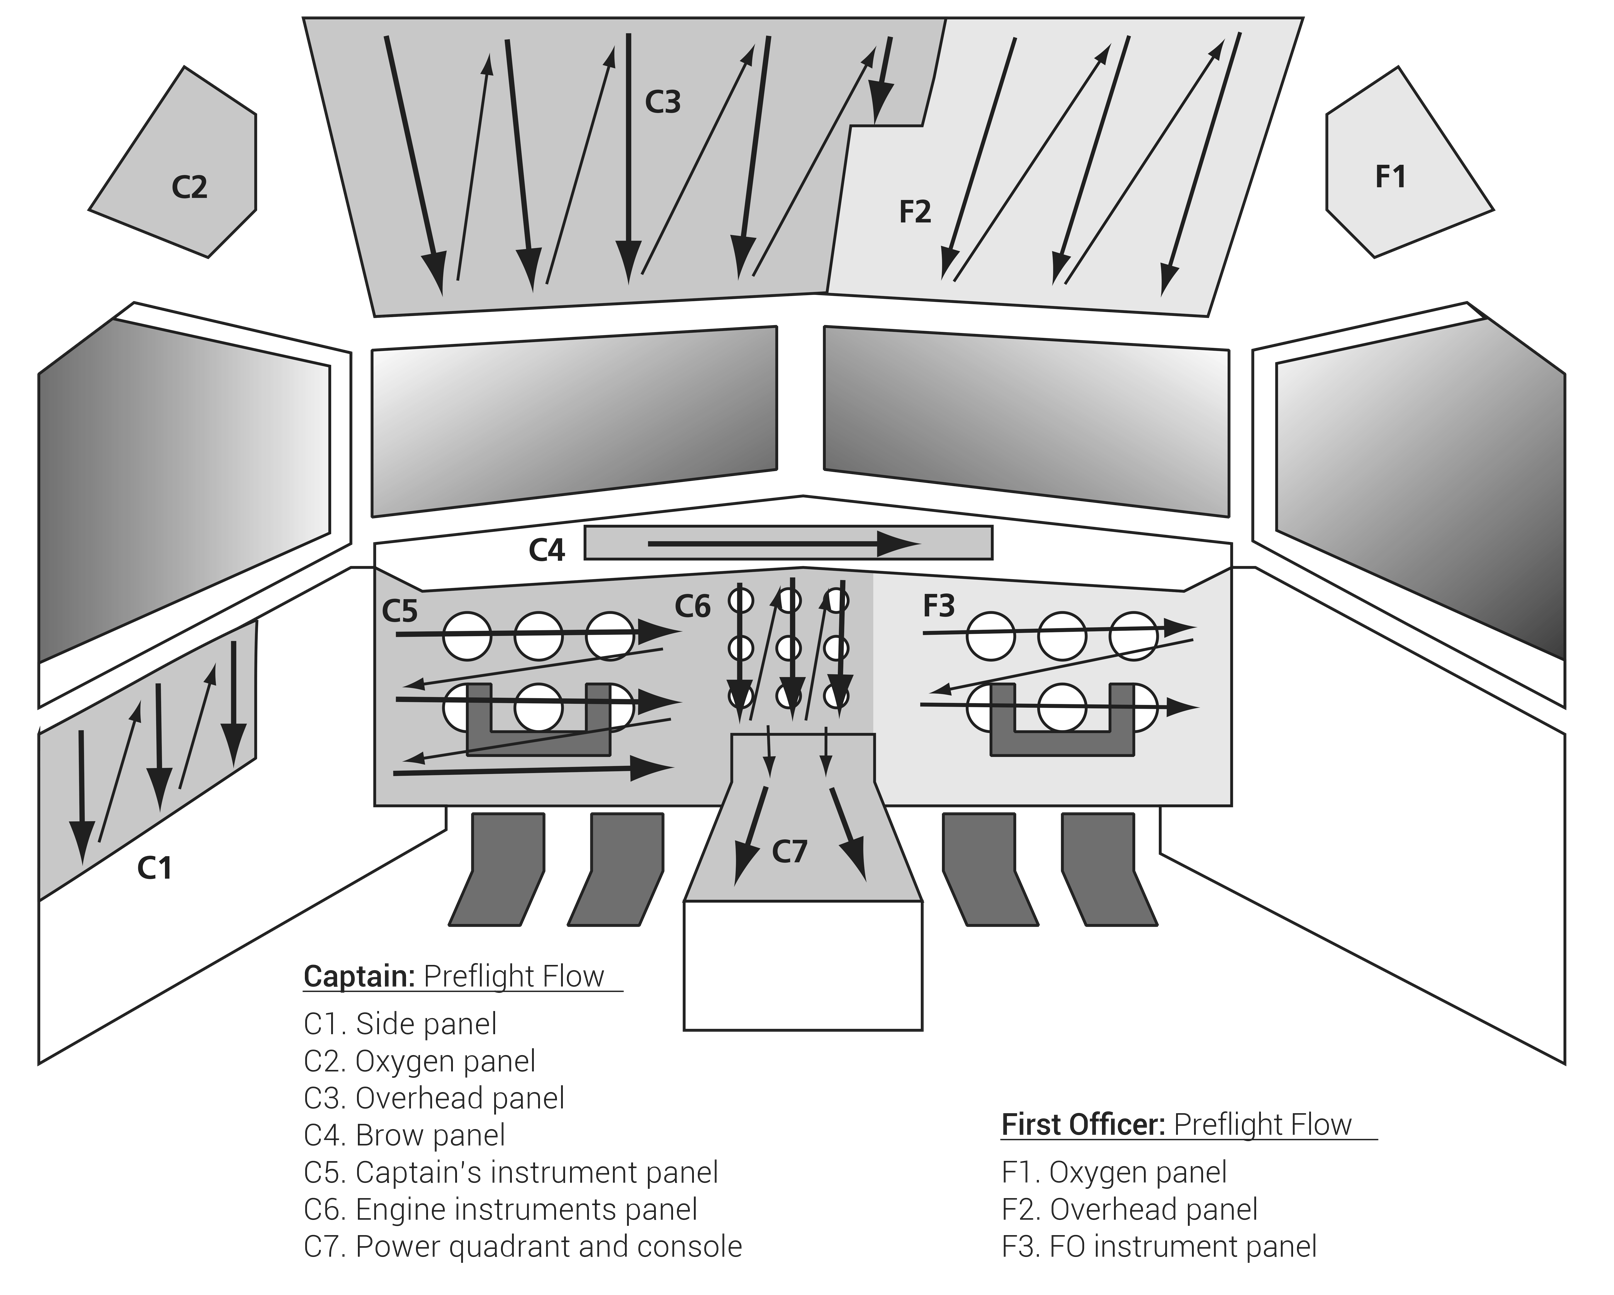 C3
C2
F1
F2
C4
C5
C6
F3
C7
C1
Captain: Preflight Flow
C1. Side panel
C2. Oxygen panel
C3. Overhead panel
C4. Brow panel
C5. Captain's instrument panel
C6. Engine instruments panel
C7. Power quadrant and console
First Officer: Preflight Flow
F1. Oxygen panel
F2. Overhead panel
F3. FO instrument panel